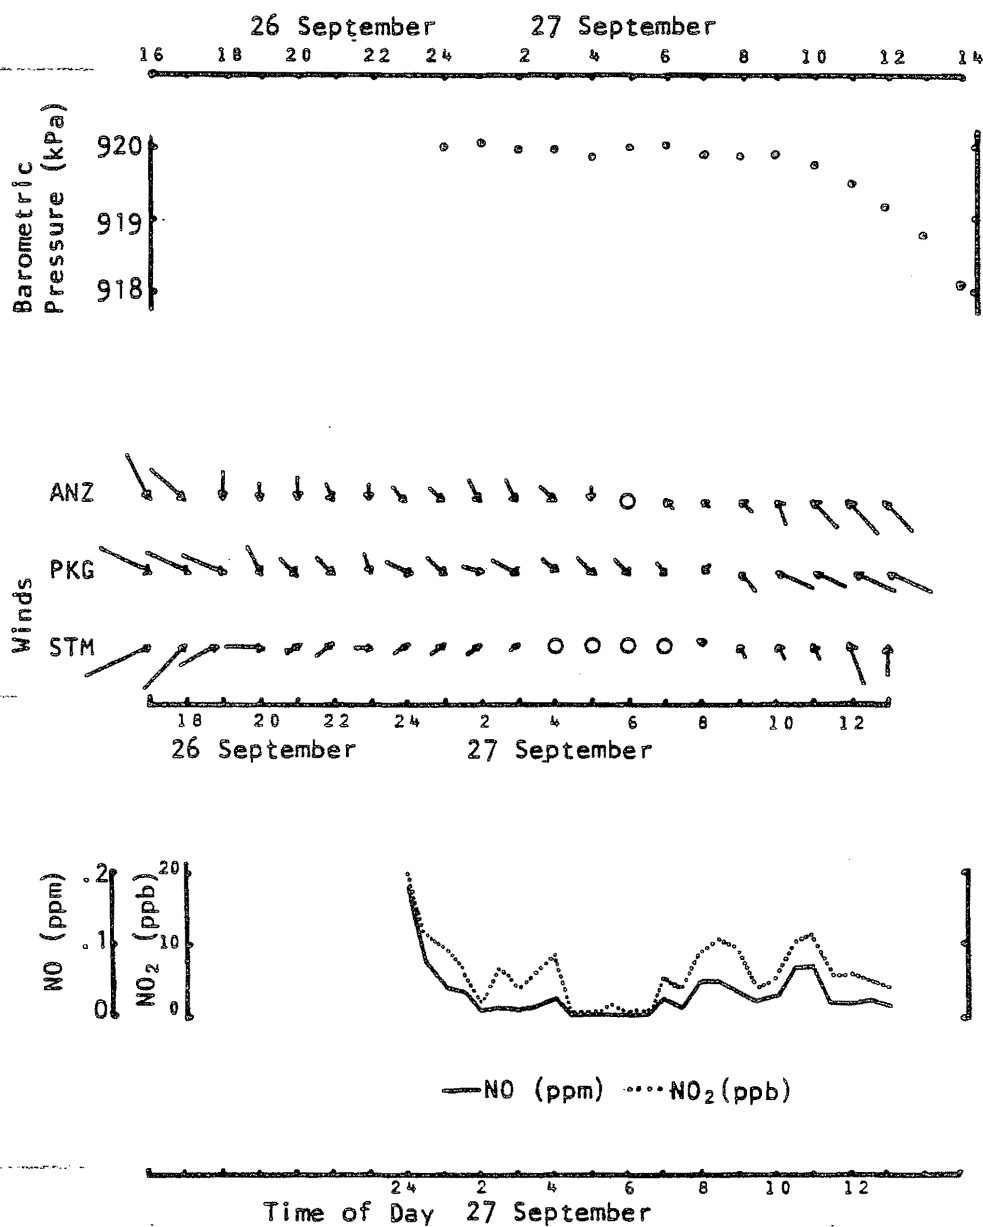 26 September 27 September
16 18 20 22 24 2 4 6 8 10 12 14
Barometric
Pressure (kPa)
920
919
918
Winds
ANZ
PKG
STM
18 20 22 24 2 4 6 8 10 12
26 September 27 September
NO (ppm)
.2
.1
0
NO2 (ppb)
20
10
0
NO (ppm) NO2(ppb)
24 2 4 6 8 10 12
Time of Day 27 September